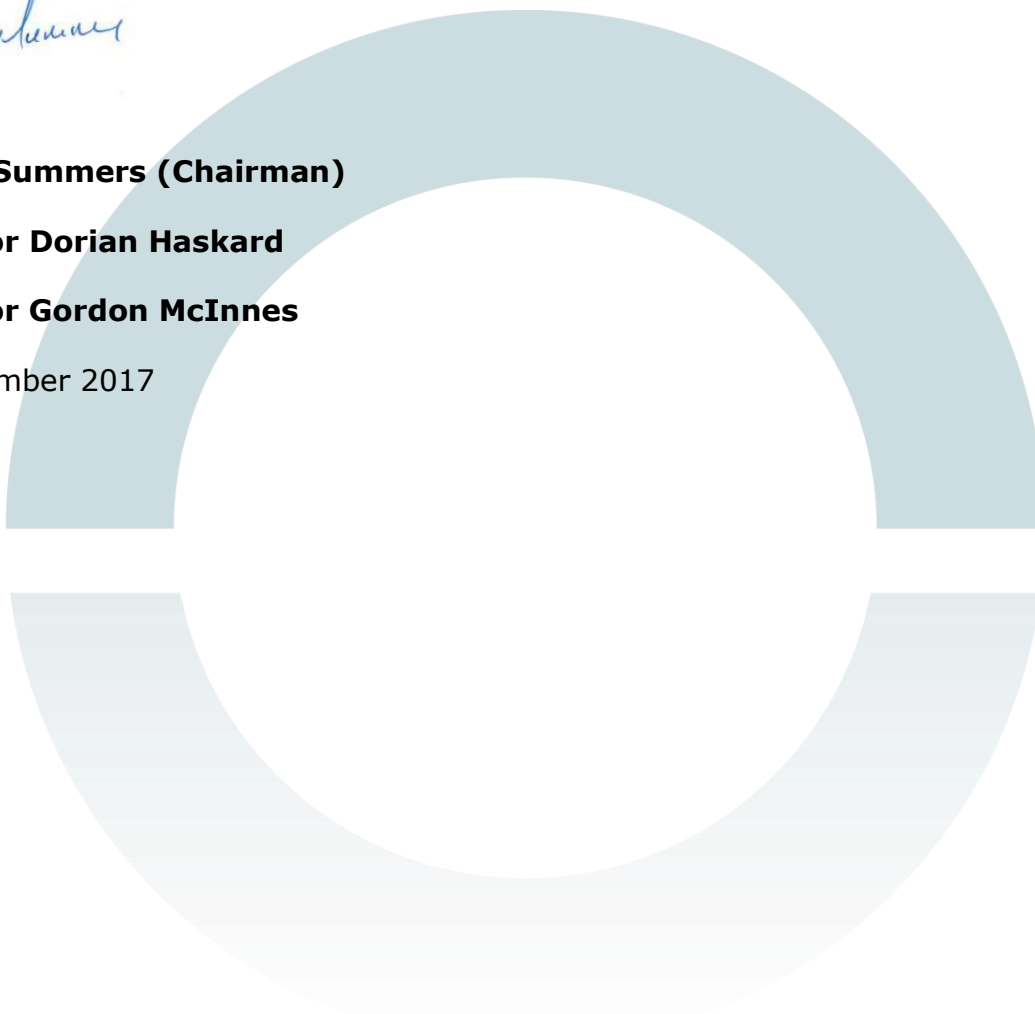 Summers (Chairman)
or Dorian Haskard
or Gordon McInnes
mber 2017